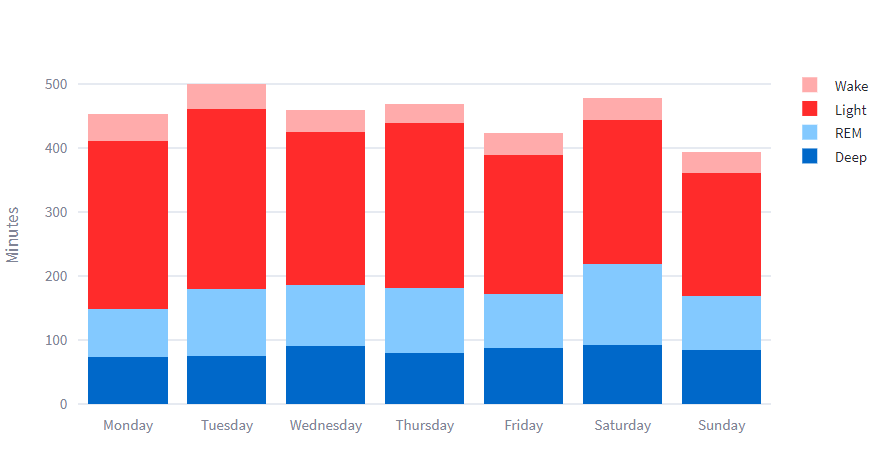 500
400
300
200
100
0
Minutes
Monday Tuesday Wednesday Thursday Friday Saturday Sunday
Wake
Light
REM
Deep